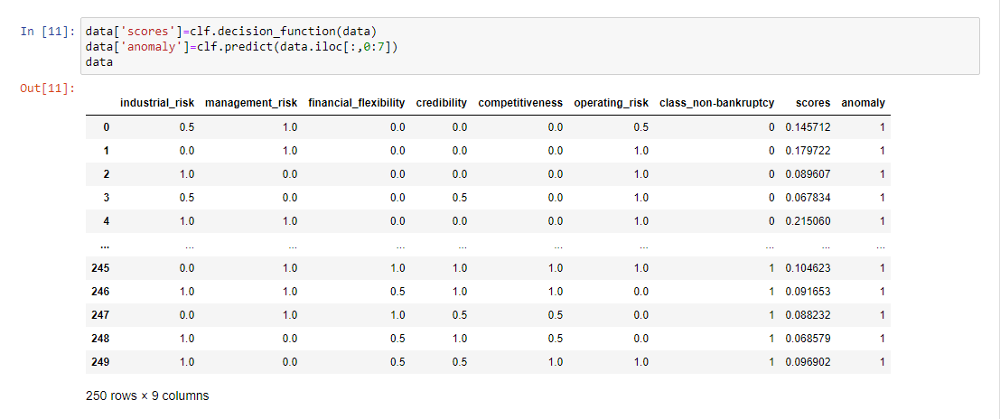 In [11]: data['scores']=clf.decision_function(data)
data['anomaly']=clf.predict(data.iloc[:,0:7])
data
Out[11]:
industrial_risk management_risk financial_flexibility credibility competitiveness operating_risk class_non-bankruptcy scores anomaly
0 0.5 1.0 0.0 0.0 0.0 0.5 0 0.145712 1
1 0.0 1.0 0.0 0.0 0.0 1.0 0 0.179722 1
2 1.0 0.0 0.0 0.0 0.0 1.0 0 0.089607 1
3 0.5 0.0 0.0 0.5 0.0 1.0 0 0.067834 1
4 1.0 1.0 0.0 0.0 0.0 1.0 0 0.215060 1
... ... ... ... ... ... ... ... ... ...
245 0.0 1.0 1.0 1.0 1.0 1.0 1 0.104623 1
246 1.0 1.0 0.5 1.0 1.0 0.0 1 0.091653 1
247 0.0 1.0 1.0 0.5 0.5 0.0 1 0.088232 1
248 1.0 0.0 0.5 1.0 0.5 0.0 1 0.068579 1
249 1.0 0.0 0.5 0.5 1.0 1.0 1 0.096902 1
250 rows × 9 columns